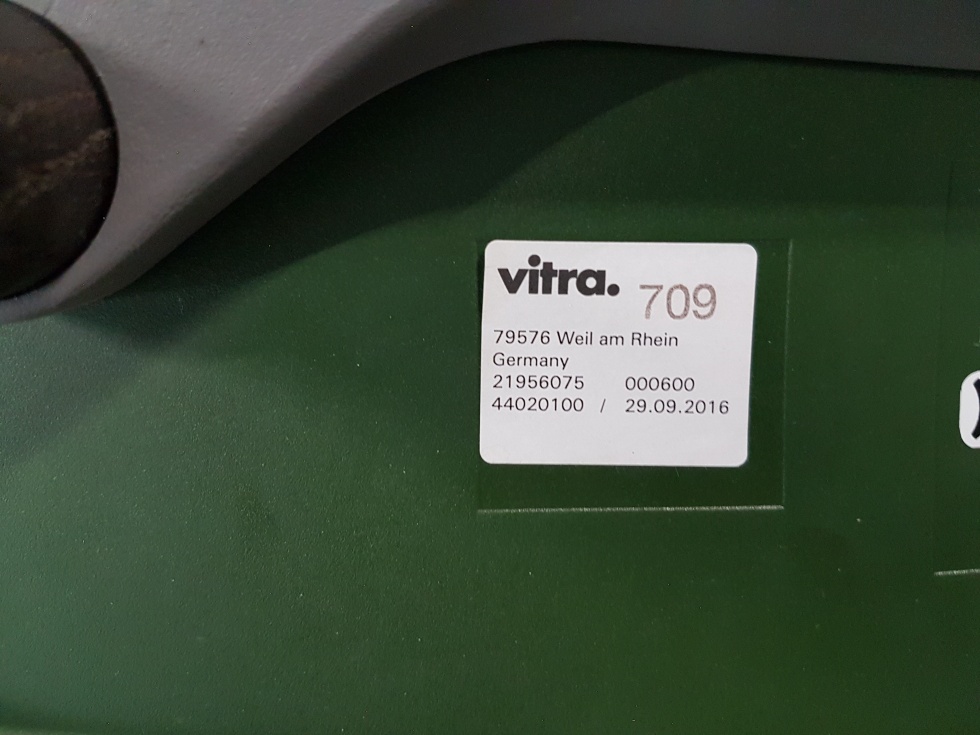 vitra. 709
79576 Weil am Rhein
Germany
21956075 000600
44020100 / 29.09.2016